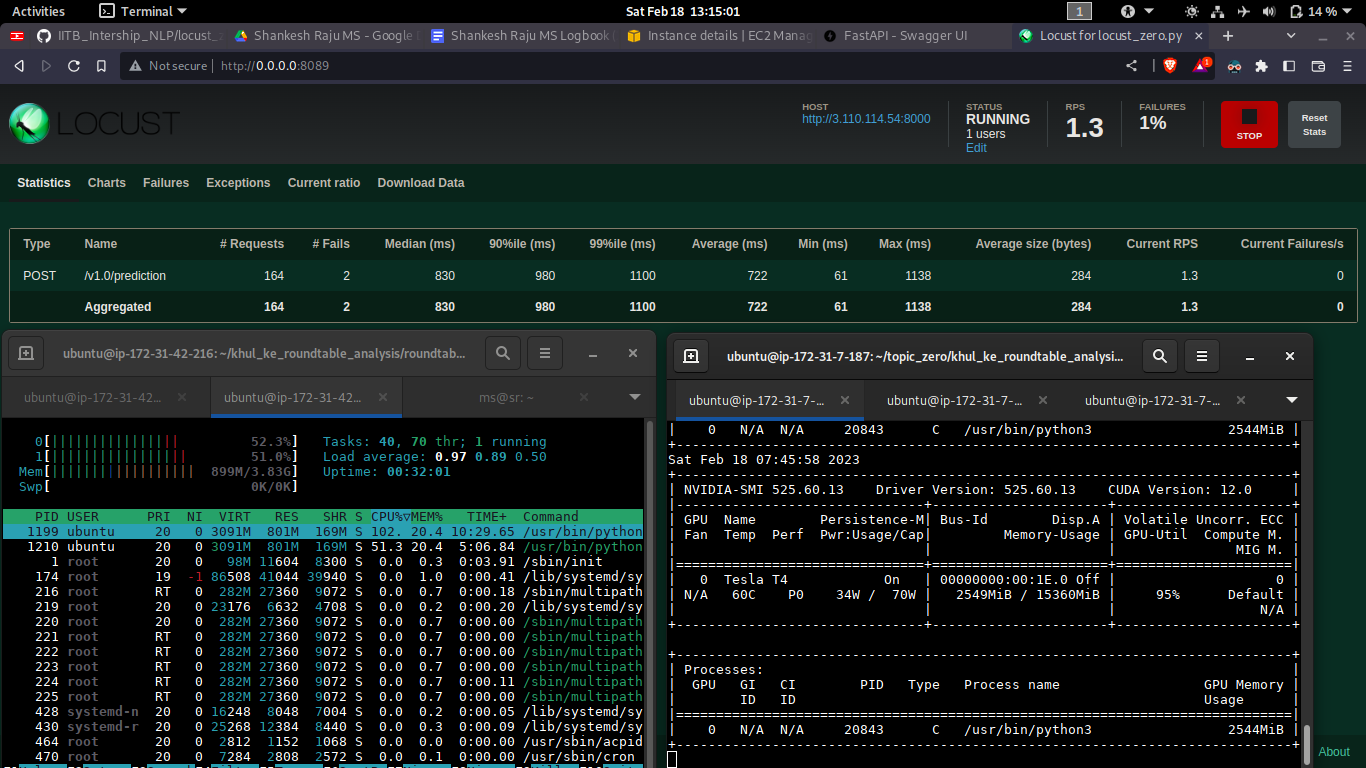 Activities Terminal Sat Feb 18 13:15:01 1 14 %
IITB_Intership_NLP/locust_z Shankesh Raju MS - Google D Shankesh Raju MS Logbook Instance details | EC2 Manag FastAPI - Swagger UI Locust for locust_zero.py
Not secure | http://0.0.0.0:8089 1
LOCUST
HOST
http://3.110.114.54:8000
STATUS
RUNNING
1 users
Edit
RPS
1.3
FAILURES
1%
STOP
Reset
Stats
Statistics Charts Failures Exceptions Current ratio Download Data
Type Name # Requests # Fails Median (ms) 90%ile (ms) 99%ile (ms) Average (ms) Min (ms) Max (ms) Average size (bytes) Current RPS Current Failures/s
POST /v1.0/prediction 164 2 830 980 1100 722 61 1138 284 1.3 0
Aggregated 164 2 830 980 1100 722 61 1138 284 1.3 0
ubuntu@ip-172-31-42-216: ~/khul_ke_roundtable_analysis/roundtab...
ubuntu@ip-172-31-42... ubuntu@ip-172-31-42... ms@sr: ~
0[|||||||||||||||| 52.3%] Tasks: 40, 70 thr; 1 running
1[||||||||||||||||| 51.0%] Load average: 0.97 0.89 0.50
Mem[|||||||||||||||||| 899M/3.83G] Uptime: 00:32:01
Swp[ 0K/0K]
PID USER PRI NI VIRT RES SHR S CPU%▽MEM% TIME+ Command
1199 ubuntu 20 0 3091M 801M 169M S 102. 20.4 10:29.65 /usr/bin/python
1210 ubuntu 20 0 3091M 801M 169M S 51.3 20.4 5:06.84 /usr/bin/python
1 root 20 0 98M 11604 8300 S 0.0 0.3 0:03.91 /sbin/init
174 root 19 -1 86508 41044 39940 S 0.0 1.0 0:00.41 /lib/systemd/sy
216 root RT 0 282M 27360 9072 S 0.0 0.7 0:00.18 /sbin/multipath
219 root 20 0 23176 6632 4708 S 0.0 0.2 0:00.20 /lib/systemd/sy
220 root 20 0 282M 27360 9072 S 0.0 0.7 0:00.00 /sbin/multipath
221 root RT 0 282M 27360 9072 S 0.0 0.7 0:00.00 /sbin/multipath
222 root RT 0 282M 27360 9072 S 0.0 0.7 0:00.00 /sbin/multipath
223 root RT 0 282M 27360 9072 S 0.0 0.7 0:00.00 /sbin/multipath
224 root RT 0 282M 27360 9072 S 0.0 0.7 0:00.11 /sbin/multipath
225 root RT 0 282M 27360 9072 S 0.0 0.7 0:00.00 /sbin/multipath
428 systemd-n 20 0 16248 8048 7004 S 0.0 0.2 0:00.05 /lib/systemd/sy
430 systemd-r 20 0 25268 12384 8440 S 0.0 0.3 0:00.09 /lib/systemd/sy
464 root 20 0 2812 1152 1068 S 0.0 0.0 0:00.00 /usr/sbin/acpid
470 root 20 0 7284 2808 2572 S 0.0 0.1 0:00.00 /usr/sbin/cron
ubuntu@ip-172-31-7-187: ~/topic_zero/khul_ke_roundtable_analysi...
ubuntu@ip-172-31-7-... ubuntu@ip-172-31-7-... ubuntu@ip-172-31-7-...
| 0 N/A N/A 20843 C /usr/bin/python3 2544MiB |
Sat Feb 18 07:45:58 2023
| NVIDIA-SMI 525.60.13 Driver Version: 525.60.13 CUDA Version: 12.0 |
| GPU Name Persistence-M| Bus-Id Disp.A | Volatile Uncorr. ECC |
| Fan Temp Perf Pwr:Usage/Cap| Memory-Usage | GPU-Util Compute M. |
| | | MIG M. |
| 0 Tesla T4 On | 00000000:00:1E.0 Off | 0 |
| N/A 60C P0 34W / 70W | 2549MiB / 15360MiB | 95% Default |
| | | N/A |
| Processes: |
| GPU GI CI PID Type Process name GPU Memory |
| ID ID Usage |
| 0 N/A N/A 20843 C /usr/bin/python3 2544MiB |
About